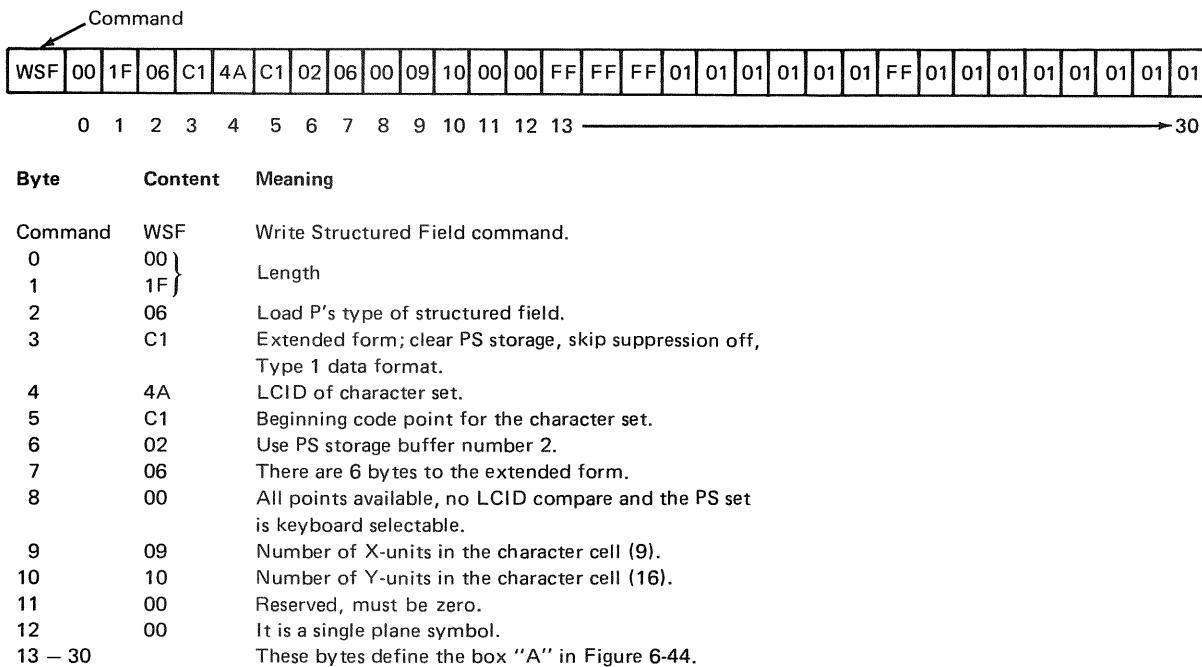 Command
WSF 00 1F 06 C1 4A C1 02 06 00 09 10 00 00 FF FF FF 01 01 01 01 01 01 FF 01 01 01 01 01 01 01 01
0 1 2 3 4 5 6 7 8 9 10 11 12 13 30
Byte Content Meaning
Command WSF Write Structured Field command.
0 00
Length
1 1F
2 06 Load P's type of structured field.
3 C1 Extended form; clear PS storage, skip suppression off,
Type 1 data format.
4 4A LCID of character set.
5 C1 Beginning code point for the character set.
6 02 Use PS storage buffer number 2.
7 06 There are 6 bytes to the extended form.
8 00 All points available, no LCID compare and the PS set
is keyboard selectable.
9 09 Number of X-units in the character cell (9).
10 10 Number of Y-units in the character cell (16).
11 00 Reserved, must be zero.
12 00 It is a single plane symbol.
13 – 30 These bytes define the box "A" in Figure 6-44.